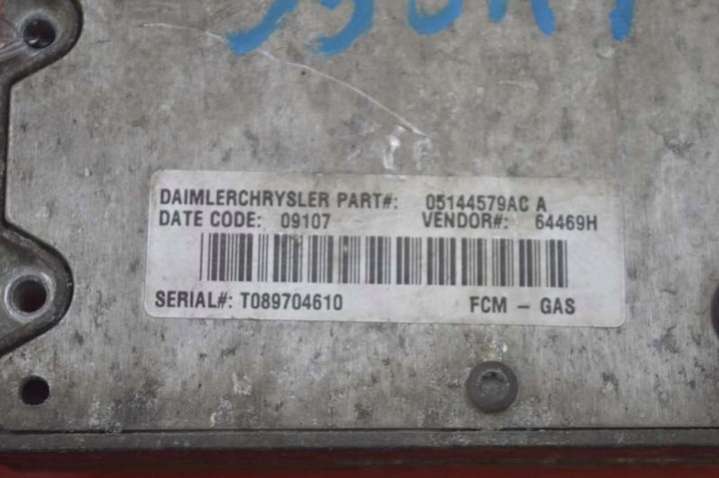 DAIMLERCHRYSLER PART#: 05144579AC A
DATE CODE: 09107 VENDOR#: 64469H
SERIAL#: T089704610 FCM - GAS